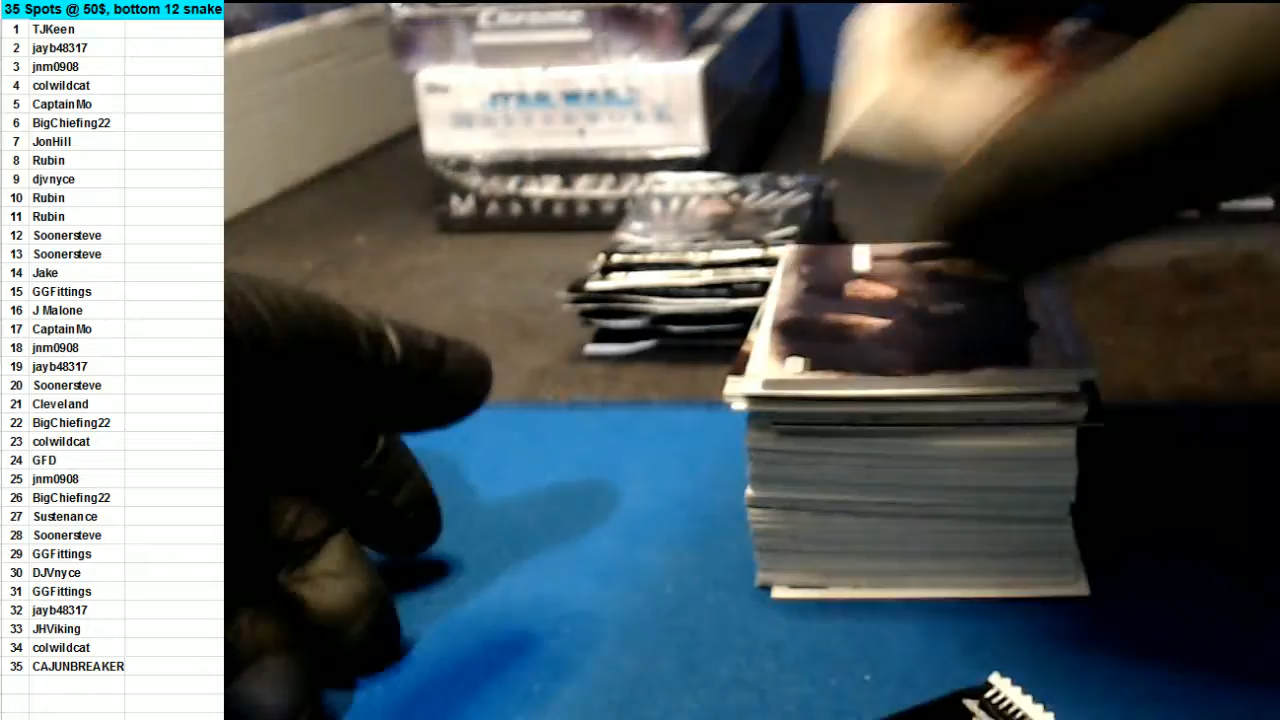 35 Spots @ 50$, bottom 12 snake
1 TJKeen
2 jayb48317
3 jnm0908
4 colwildcat
5 CaptainMo
6 BigChiefing22
7 JonHill
8 Rubin
9 djvnyce
10 Rubin
11 Rubin
12 Soonersteve
13 Soonersteve
14 Jake
15 GGFittings
16 J Malone
17 CaptainMo
18 jnm0908
19 jayb48317
20 Soonersteve
21 Cleveland
22 BigChiefing22
23 colwildcat
24 GFD
25 jnm0908
26 BigChiefing22
27 Sustenance
28 Soonersteve
29 GGFittings
30 DJVnyce
31 GGFittings
32 jayb48317
33 JHViking
34 colwildcat
35 CAJUNBREAKER
Chrome
STAR WARS
MASTERWORK